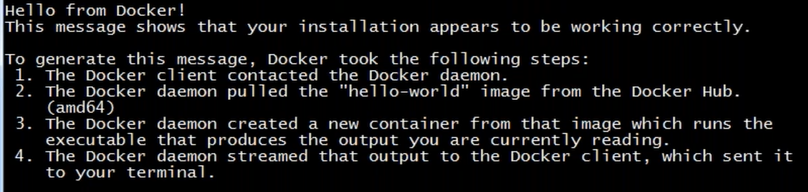 Hello from Docker!
This message shows that your installation appears to be working correctly.
To generate this message, Docker took the following steps:
1. The Docker client contacted the Docker daemon.
2. The Docker daemon pulled the "hello-world" image from the Docker Hub.
(amd64)
3. The Docker daemon created a new container from that image which runs the
executable that produces the output you are currently reading.
4. The Docker daemon streamed that output to the Docker client, which sent it
to your terminal.